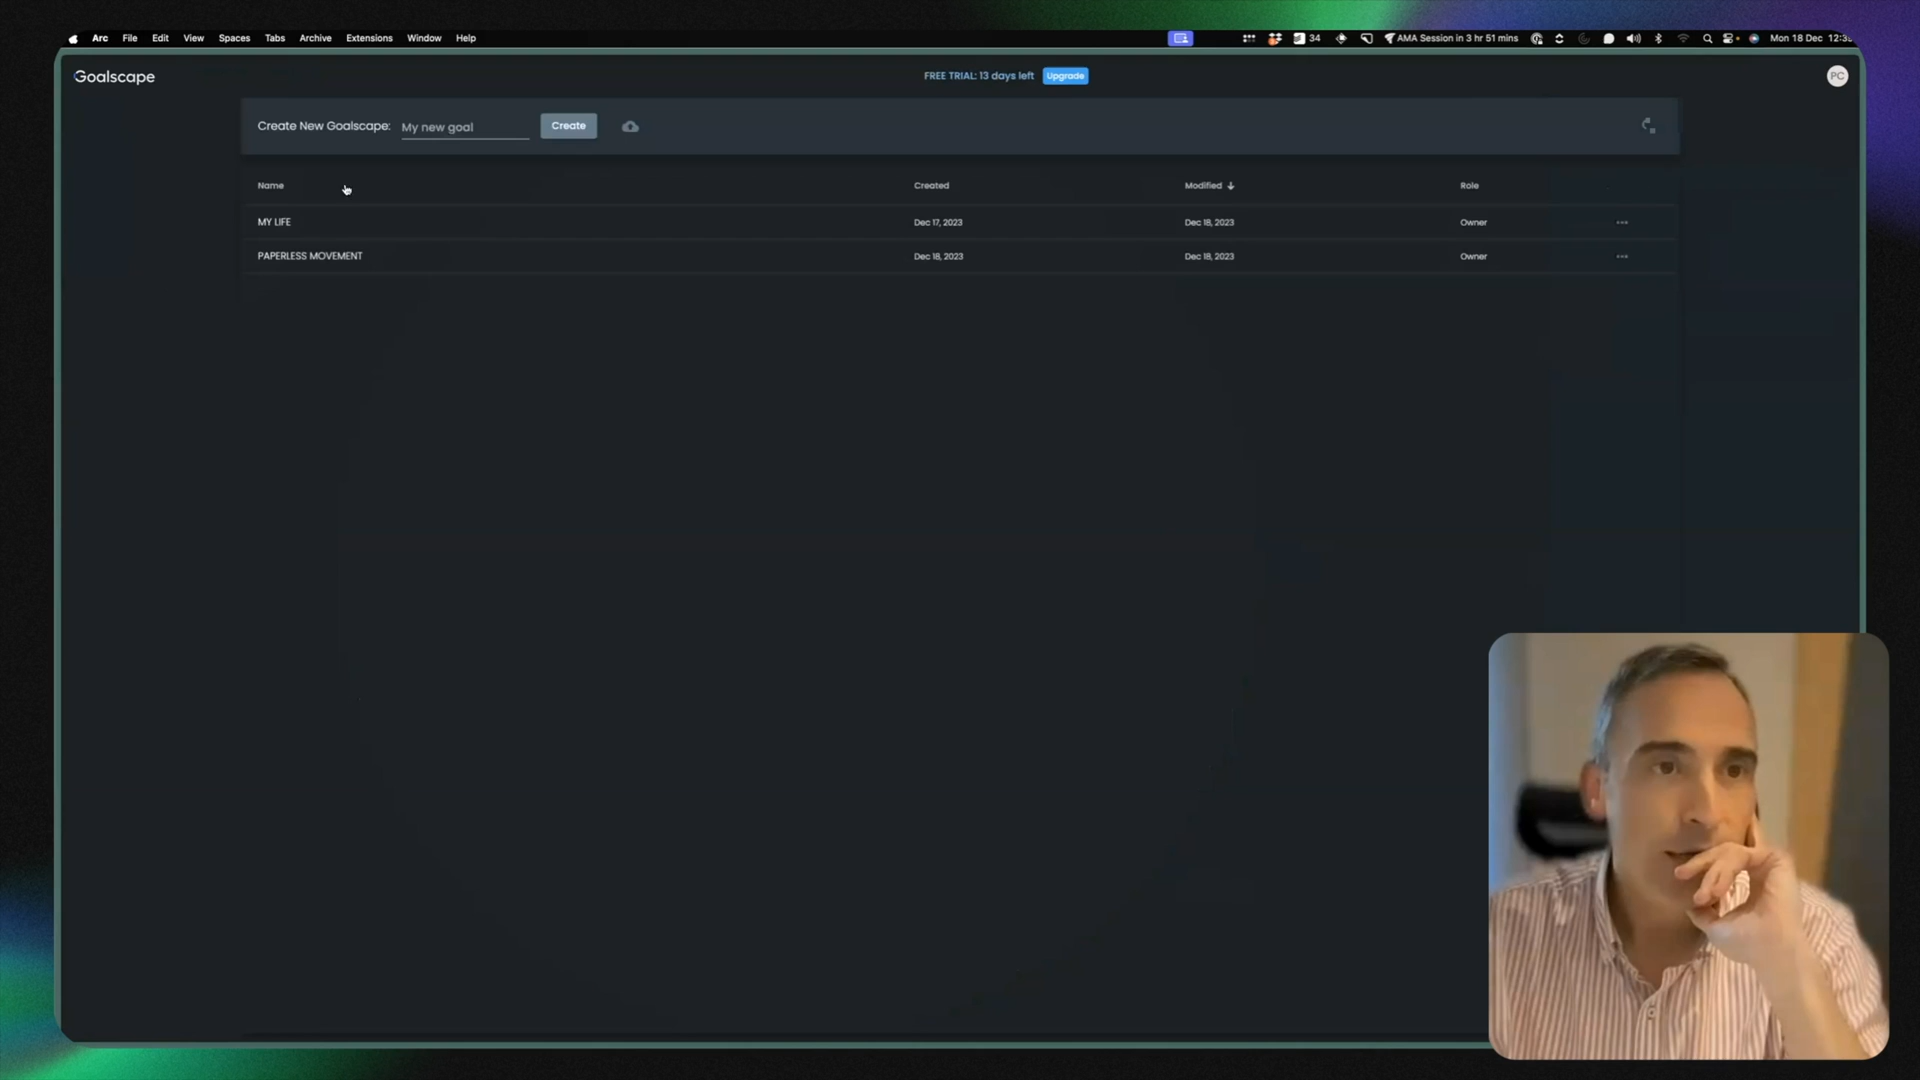 Arc File Edit View Spaces Tabs Archive Extensions Window Help 34 AMA Session in 3 hr 51 mins Mon 18 Dec
Goalscape FREE TRIAL: 13 days left Upgrade PC
Create New Goalscape: My new goal Create
Name Created Modified Role
MY LIFE Dec 17, 2023 Dec 18, 2023 Owner
PAPERLESS MOVEMENT Dec 18, 2023 Dec 18, 2023 Owner